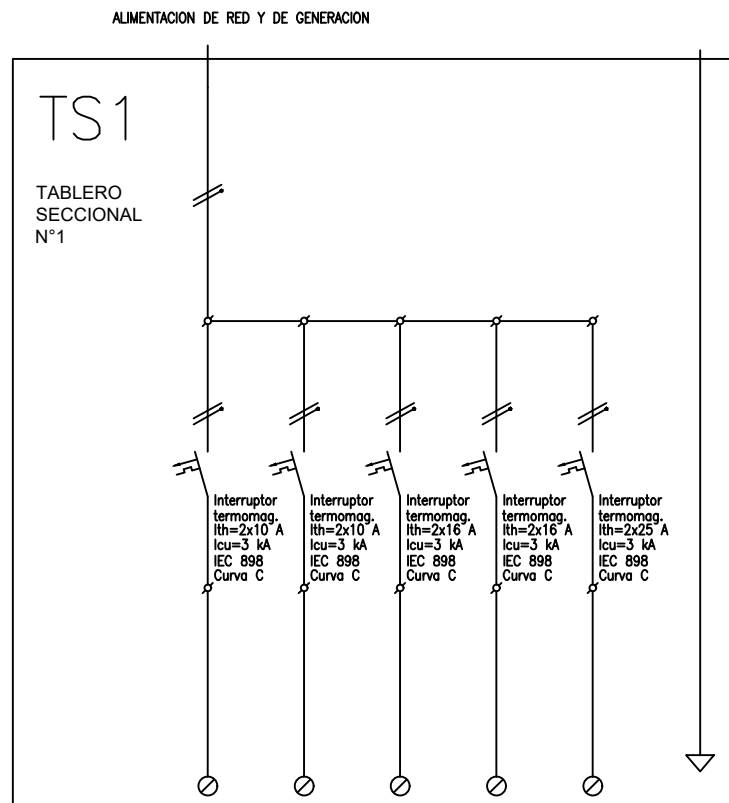 ALIMENTACION DE RED Y DE GENERACION
TS1
TABLERO
SECCIONAL
N°1
Interruptor
termomag.
Ith=2x10 A
Icu=3 kA
IEC 898
Curva C
Interruptor
termomag.
Ith=2x10 A
Icu=3 kA
IEC 898
Curva C
Interruptor
termomag.
Ith=2x16 A
Icu=3 kA
IEC 898
Curva C
Interruptor
termomag.
Ith=2x16 A
Icu=3 kA
IEC 898
Curva C
Interruptor
termomag.
Ith=2x25 A
Icu=3 kA
IEC 898
Curva C